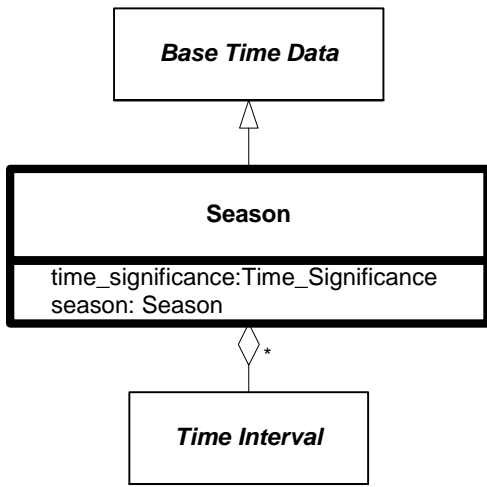 Base Time Data
Season
time_significance:Time_Significance
season: Season
*
Time Interval